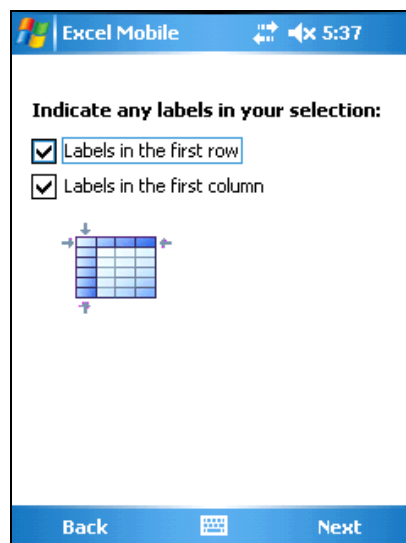 Excel Mobile 5:37
Indicate any labels in your selection:
Labels in the first row
Labels in the first column
Back Next